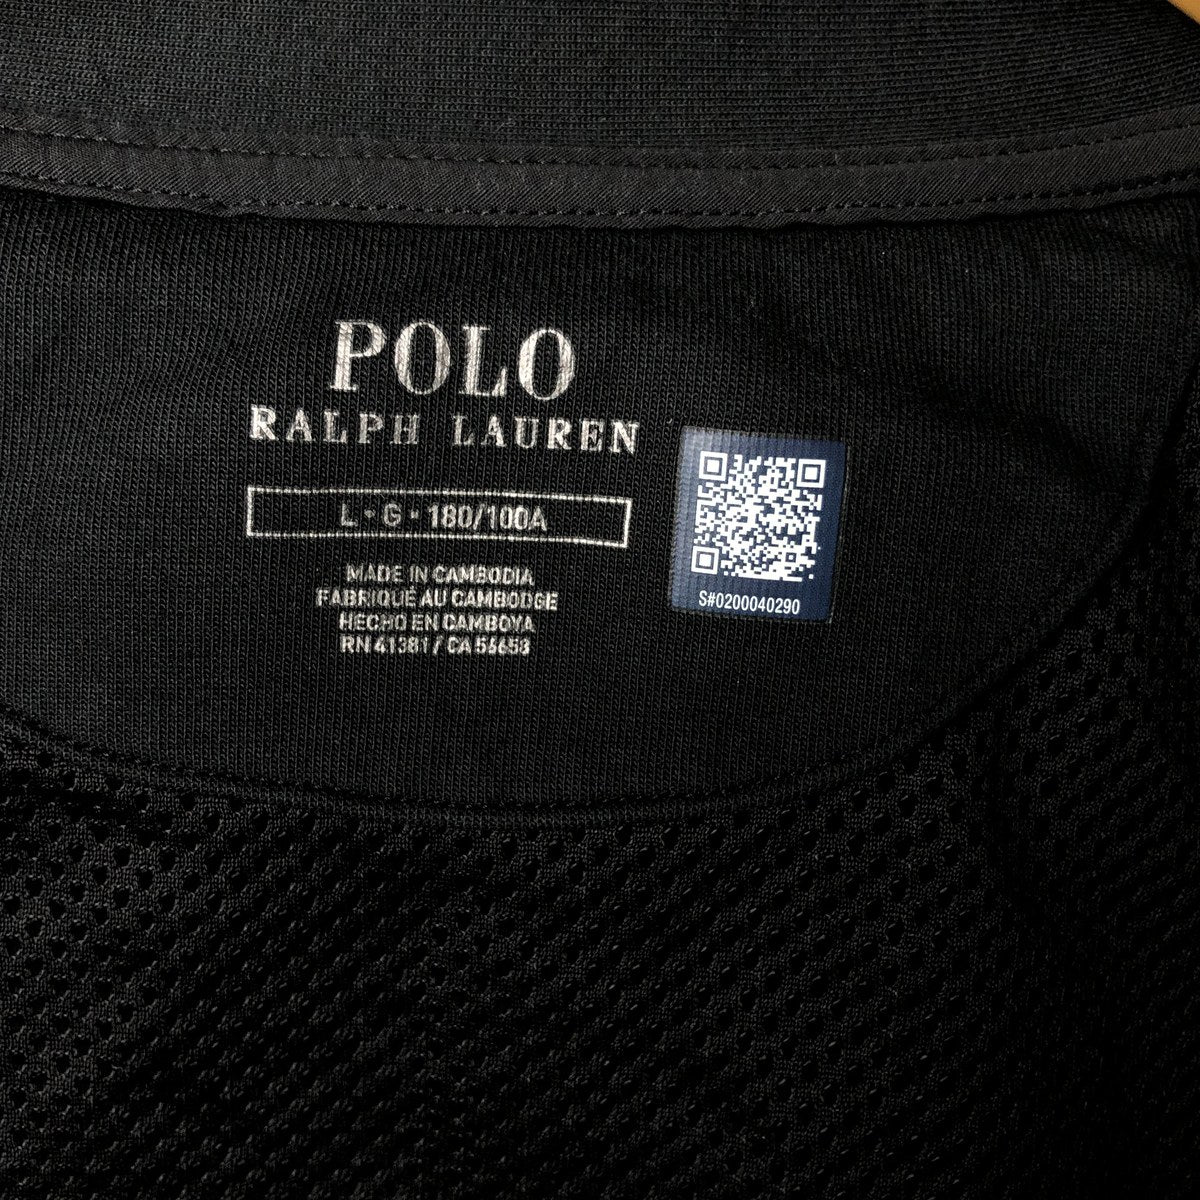 POLO
RALPH LAUREN
L • G • 180/100A
MADE IN CAMBODIA
FABRIQUÉ AU CAMBODGE
HECHO EN CAMBOYA
RN 41381 / CA 56658
S#0200040290